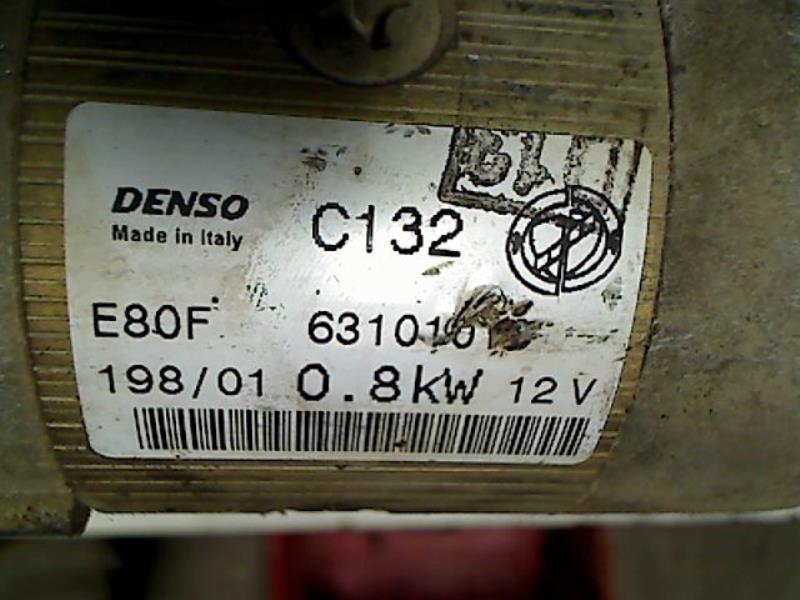 DENSO
Made in Italy
C132
E80F
198/01 0.8kW 12V